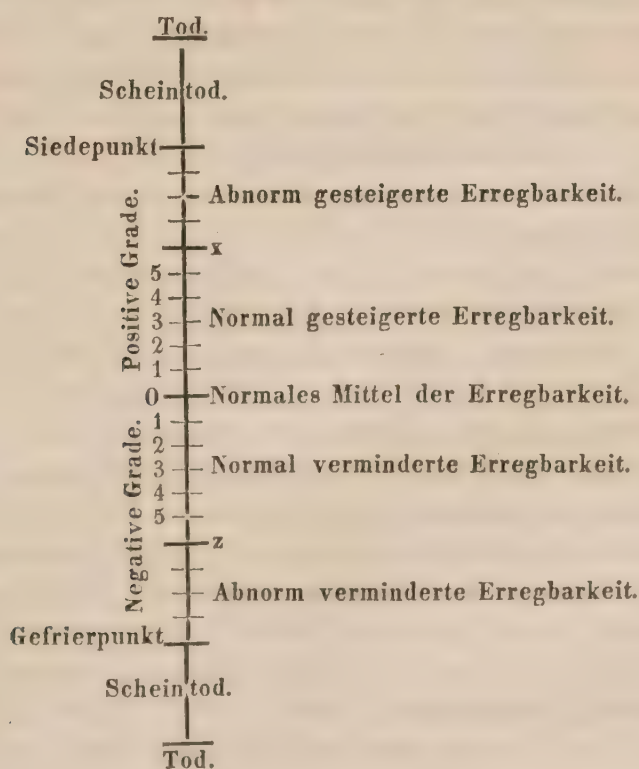 Tod.
Scheintod.
Siedepunkt
Positive Grade.
Abnorm gesteigerte Erregbarkeit.
x
5
4
3 Normal gesteigerte Erregbarkeit.
2
1
0 Normales Mittel der Erregbarkeit.
Negative Grade.
1
2
3 Normal verminderte Erregbarkeit.
4
5
z
Abnorm verminderte Erregbarkeit.
Gefrierpunkt
Scheintod.
Tod.